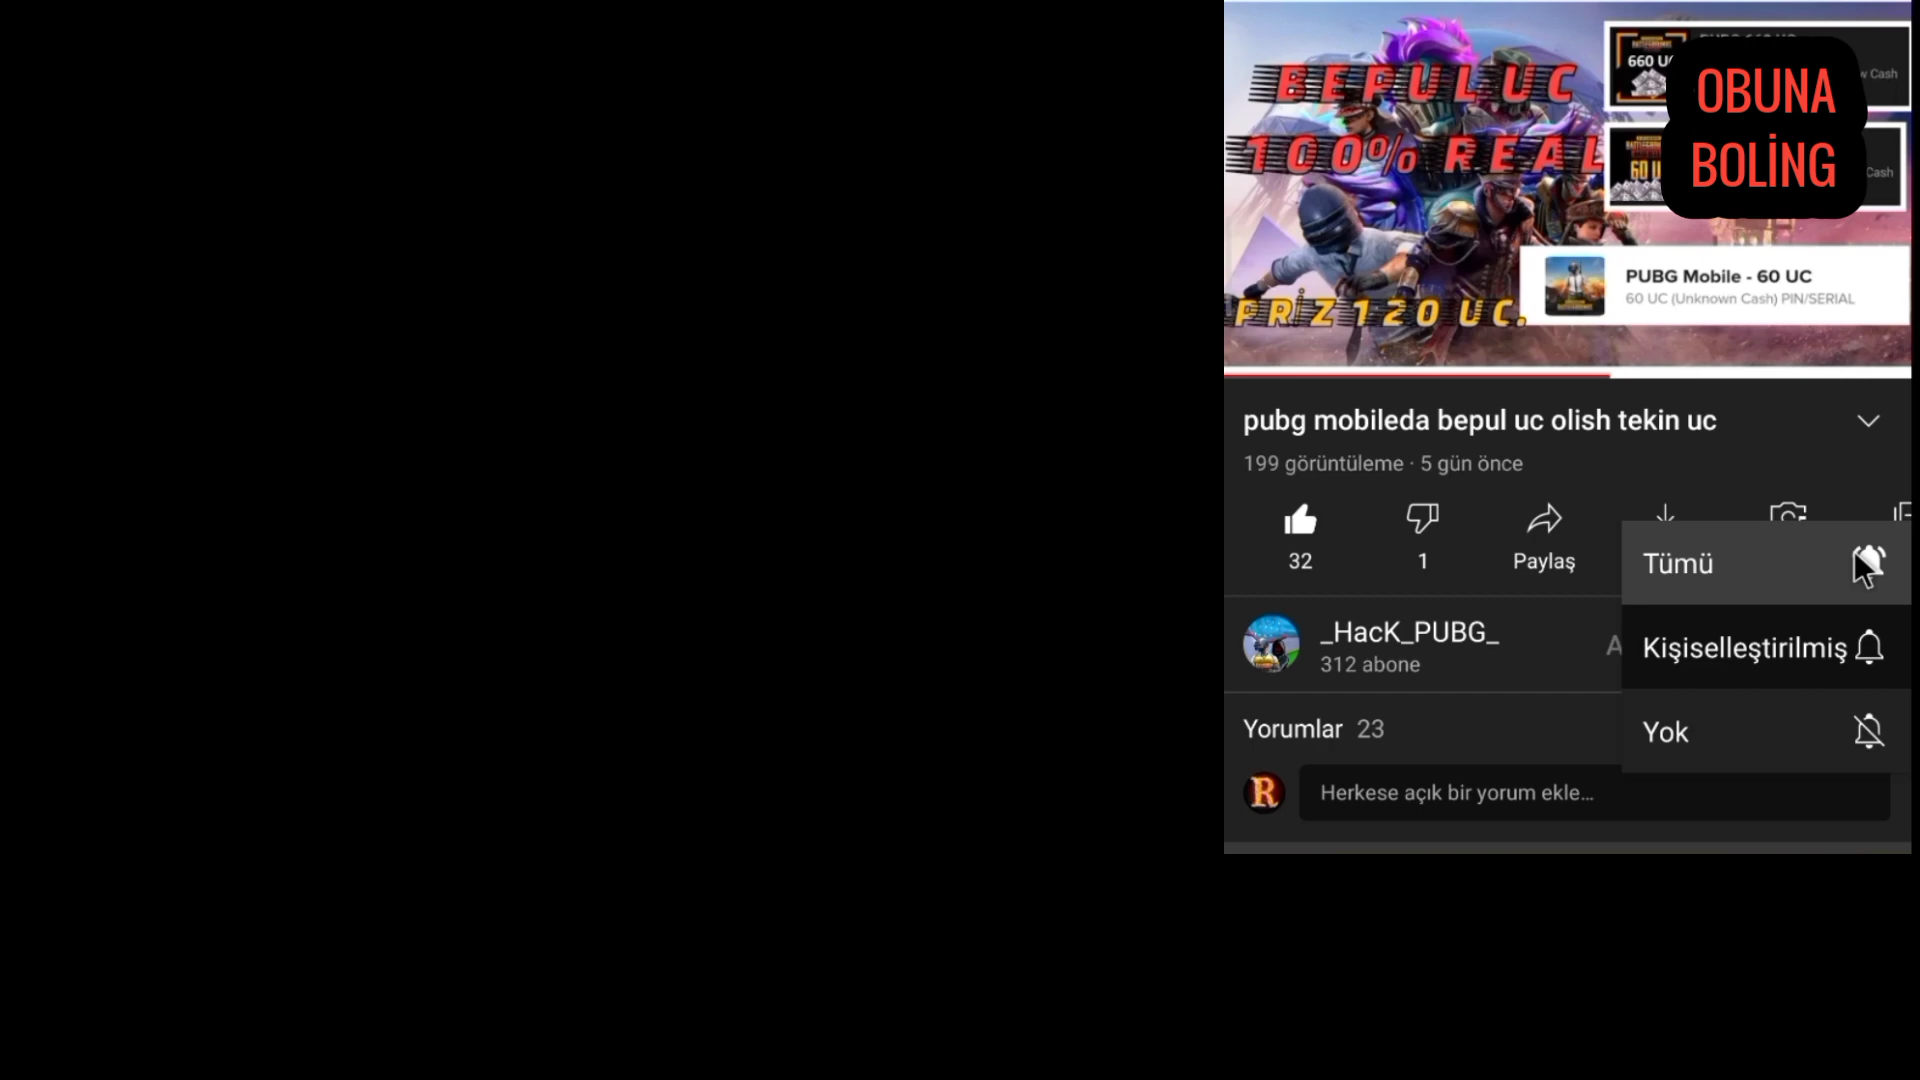 BEPUL UC
100% REAL
PRİZ 120 UC.
660 UC
Cash
60 U
Cash
OBUNA
BOLİNG
PUBG Mobile - 60 UC
60 UC (Unknown Cash) PIN/SERIAL
pubg mobileda bepul uc olish tekin uc
199 görüntüleme · 5 gün önce
32
1
Paylaş
Tümü
Kişiselleştirilmiş
Yok
_HacK_PUBG_
312 abone
A
Yorumlar 23
R
Herkese açık bir yorum ekle...